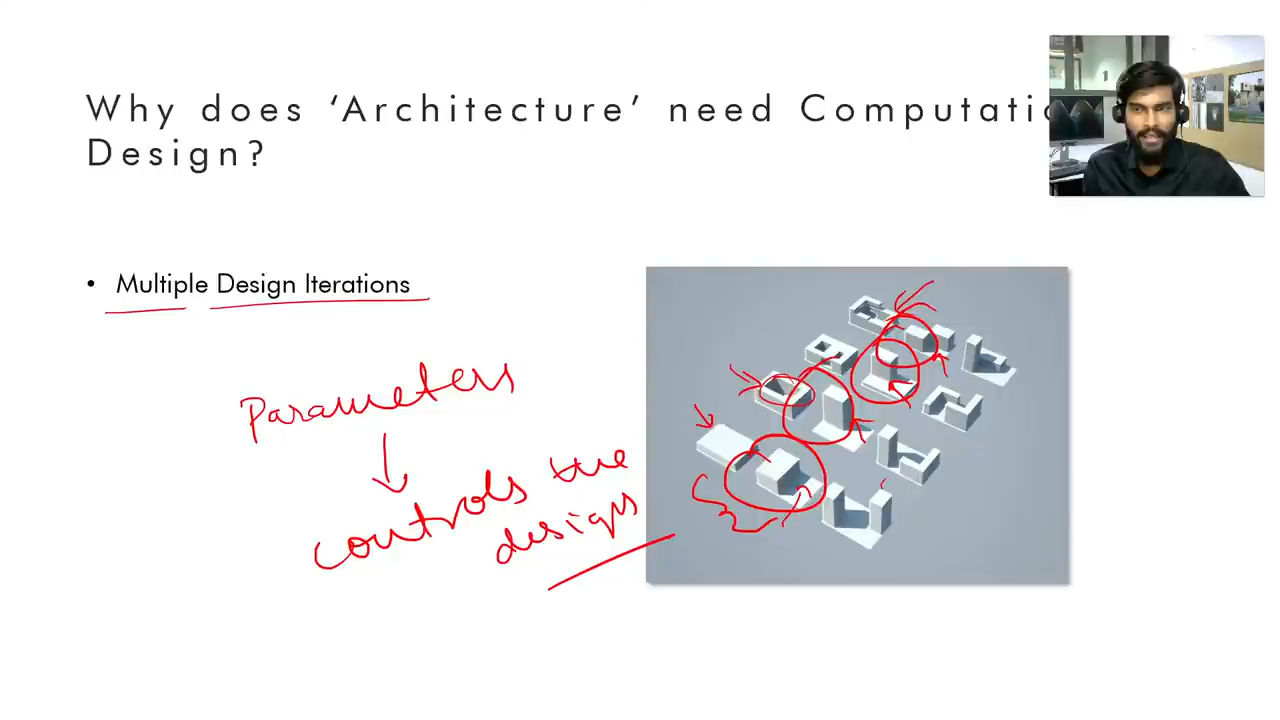 Why does ‘Architecture’ need Computatio
Design?
• Multiple Design Iterations
Parameters
controls the
design